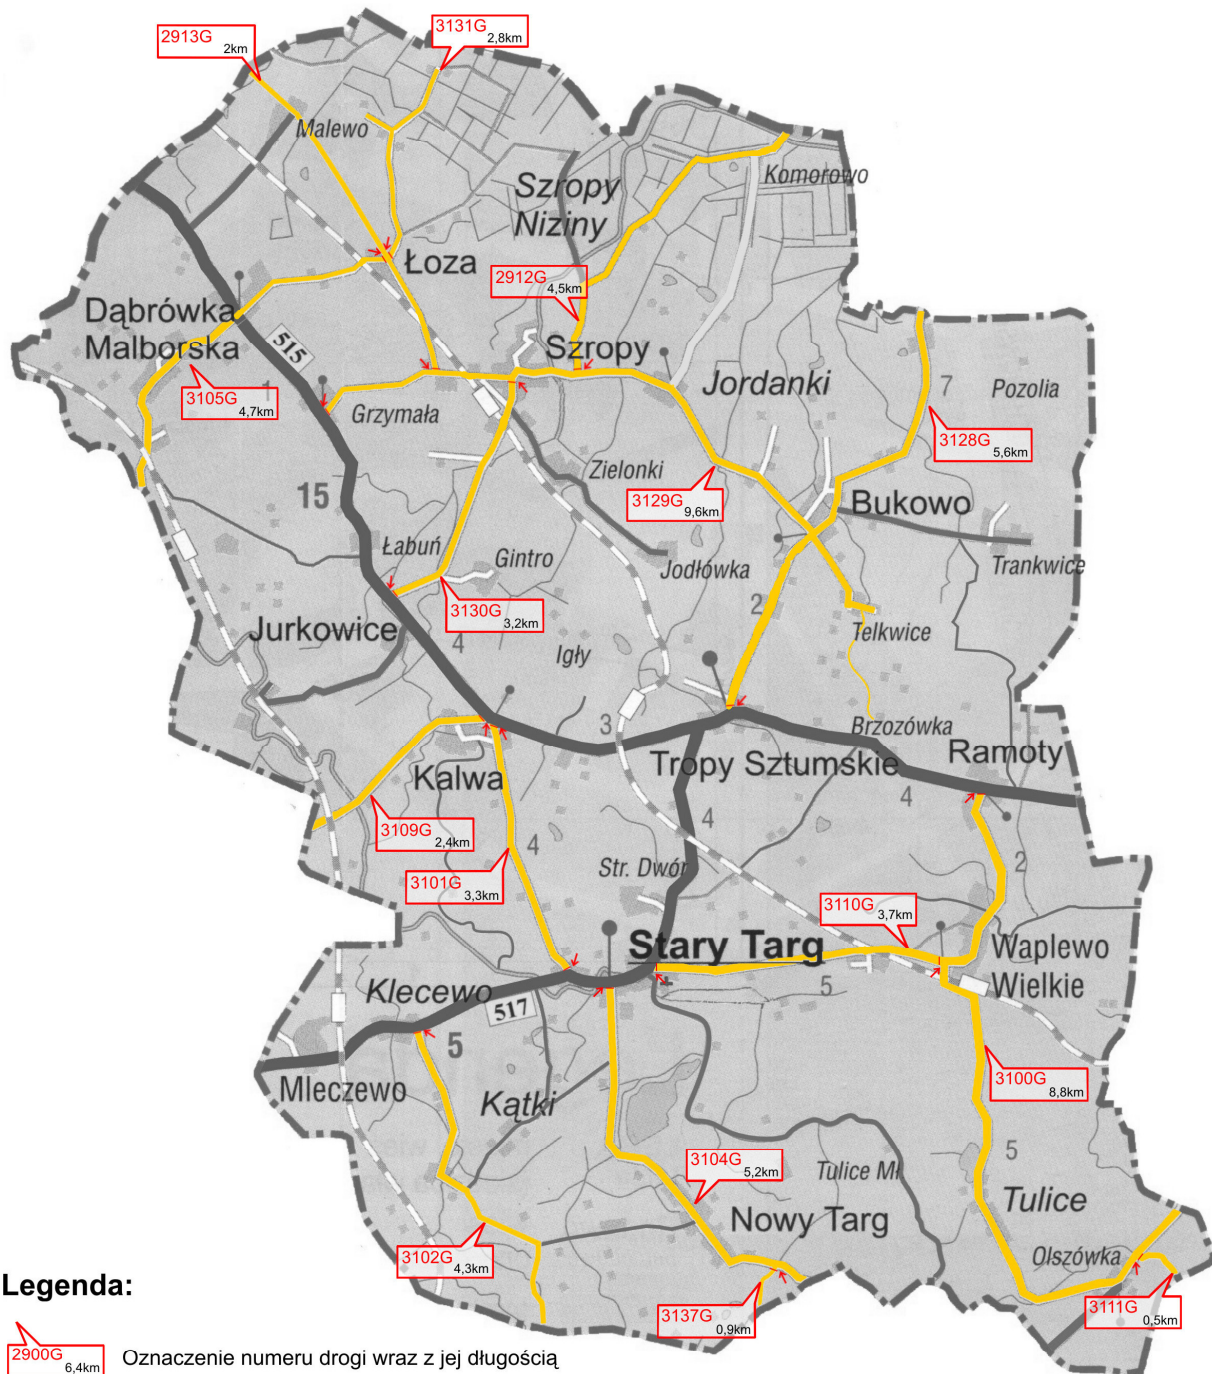 2913G
2km
3131G
2,8km
Malewo
Komorowo
Szropy
Niziny
Łoza
2912G
4,5km
Dąbrówka
Malborska
515
Szropy
1
3105G
4,7km
Grzymała
Jordanki
7
Pozolia
3128G
5,6km
15
Zielonki
3129G
9,6km
Bukowo
Łabuń
Gintro
Jodłówka
Trankwice
3130G
3,2km
2
Jurkowice
4
Telkwice
Igły
3
Brzozówka
Ramoty
Kalwa
Tropy Sztumskie
4
3109G
2,4km
4
4
2
3101G
3,3km
Str. Dwór
3110G
3,7km
Stary Targ
Waplewo
Wielkie
Klecewo
517
5
5
Mleczewo
3100G
8,8km
Kątki
3104G
5,2km
5
Tulice Mł
Tulice
Nowy Targ
3102G
4,3km
Olszówka
Legenda:
3137G
0,9km
3111G
0,5km
2900G
6,4km
Oznaczenie numeru drogi wraz z jej długością